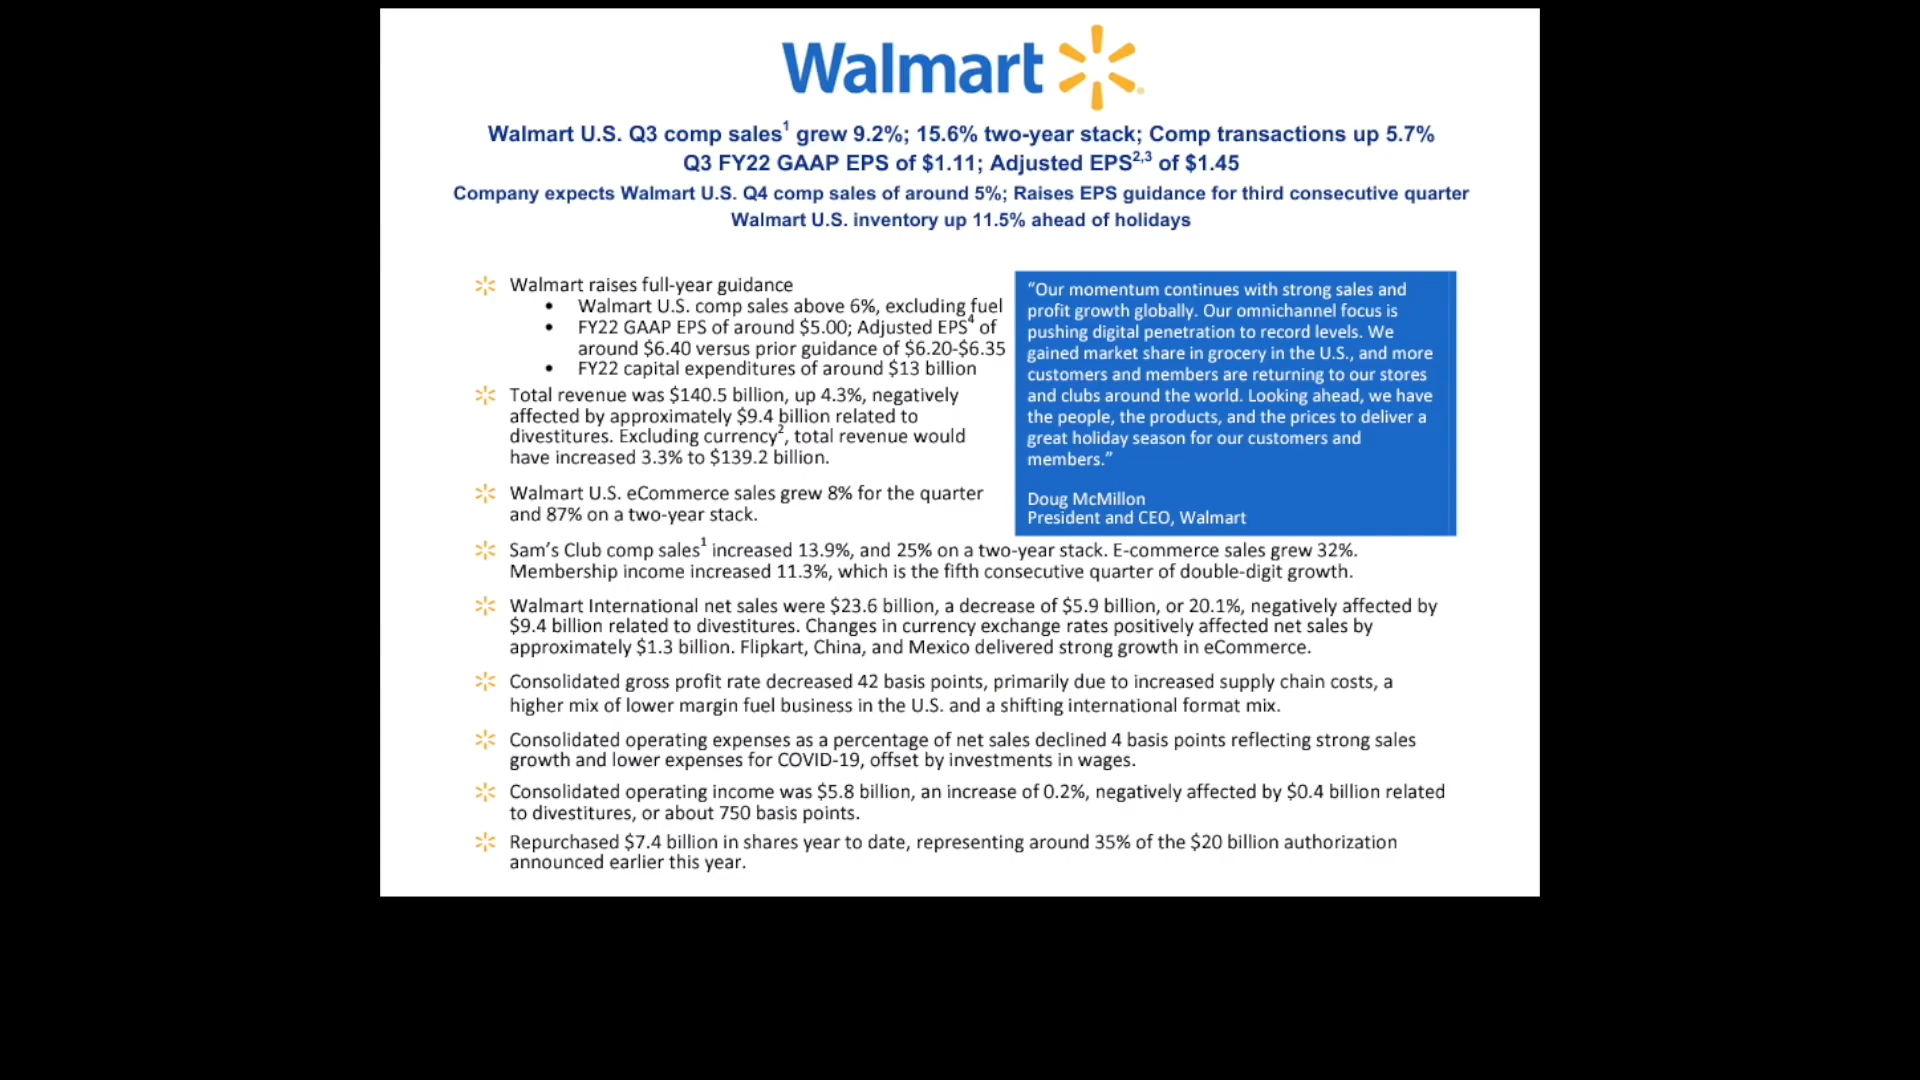 Walmart
Walmart U.S. Q3 comp sales1 grew 9.2%; 15.6% two-year stack; Comp transactions up 5.7%
Q3 FY22 GAAP EPS of $1.11; Adjusted EPS2,3 of $1.45
Company expects Walmart U.S. Q4 comp sales of around 5%; Raises EPS guidance for third consecutive quarter
Walmart U.S. inventory up 11.5% ahead of holidays
Walmart raises full-year guidance
• Walmart U.S. comp sales above 6%, excluding fuel
• FY22 GAAP EPS of around $5.00; Adjusted EPS4 of
around $6.40 versus prior guidance of $6.20-$6.35
• FY22 capital expenditures of around $13 billion
Total revenue was $140.5 billion, up 4.3%, negatively
affected by approximately $9.4 billion related to
divestitures. Excluding currency2, total revenue would
have increased 3.3% to $139.2 billion.
Walmart U.S. eCommerce sales grew 8% for the quarter
and 87% on a two-year stack.
“Our momentum continues with strong sales and
profit growth globally. Our omnichannel focus is
pushing digital penetration to record levels. We
gained market share in grocery in the U.S., and more
customers and members are returning to our stores
and clubs around the world. Looking ahead, we have
the people, the products, and the prices to deliver a
great holiday season for our customers and
members.”
Doug McMillon
President and CEO, Walmart
Sam’s Club comp sales1 increased 13.9%, and 25% on a two-year stack. E-commerce sales grew 32%.
Membership income increased 11.3%, which is the fifth consecutive quarter of double-digit growth.
Walmart International net sales were $23.6 billion, a decrease of $5.9 billion, or 20.1%, negatively affected by
$9.4 billion related to divestitures. Changes in currency exchange rates positively affected net sales by
approximately $1.3 billion. Flipkart, China, and Mexico delivered strong growth in eCommerce.
Consolidated gross profit rate decreased 42 basis points, primarily due to increased supply chain costs, a
higher mix of lower margin fuel business in the U.S. and a shifting international format mix.
Consolidated operating expenses as a percentage of net sales declined 4 basis points reflecting strong sales
growth and lower expenses for COVID-19, offset by investments in wages.
Consolidated operating income was $5.8 billion, an increase of 0.2%, negatively affected by $0.4 billion related
to divestitures, or about 750 basis points.
Repurchased $7.4 billion in shares year to date, representing around 35% of the $20 billion authorization
announced earlier this year.